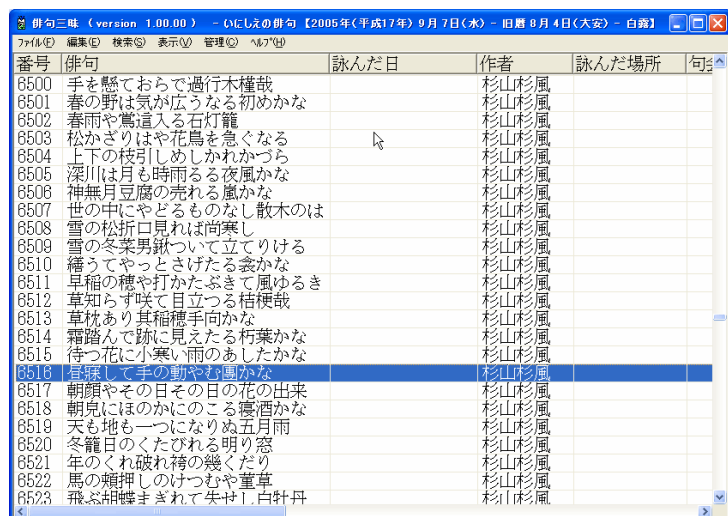 俳句三昧 (version 1.00.00) - いにしえの俳句 【2005年(平成17年) 9月7日(水) - 旧暦8月4日(大安) - 白露】
ファイル(F) 編集(E) 検索(S) 表示(V) 管理(C) ヘルプ(H)
番号 俳句 詠んだ日 作者 詠んだ場所 句会
6500 手を懸ておらで過行木槿哉 杉山杉風
6501 春の野は気が広うなる初めかな 杉山杉風
6502 春雨や鴬這入る石灯籠 杉山杉風
6503 松かざりはや花鳥を急ぐなる 杉山杉風
6504 上下の枝引しめしかれかづら 杉山杉風
6505 深川は月も時雨るる夜風かな 杉山杉風
6506 神無月豆腐の売れる嵐かな 杉山杉風
6507 世の中にやどるものなし散木のは 杉山杉風
6508 雪の松折口見れば尚寒し 杉山杉風
6509 雪の冬菜男鍬ついて立てりける 杉山杉風
6510 繕うてやっとさげたる衾かな 杉山杉風
6511 早稲の穂や打かたぶきて風ゆるき 杉山杉風
6512 草知らず咲て目立つる桔梗哉 杉山杉風
6513 草枕あり其稲穂手向かな 杉山杉風
6514 霜踏んで跡に見えたる朽葉かな 杉山杉風
6515 待つ花に小寒い雨のあしたかな 杉山杉風
6516 昼寐して手の動やむ團かな 杉山杉風
6517 朝顔やその日その日の花の出来 杉山杉風
6518 朝見にほのかにのこる寝酒かな 杉山杉風
6519 天も地も一つになりぬ五月雨 杉山杉風
6520 冬籠日のくたびれる明り窓 杉山杉風
6521 年のくれ破れ袴の幾くだり 杉山杉風
6522 馬の頬押しのけつむや菫草 杉山杉風
6523 飛ぶ胡蝶まぎれて失せし白牡丹 杉山杉風